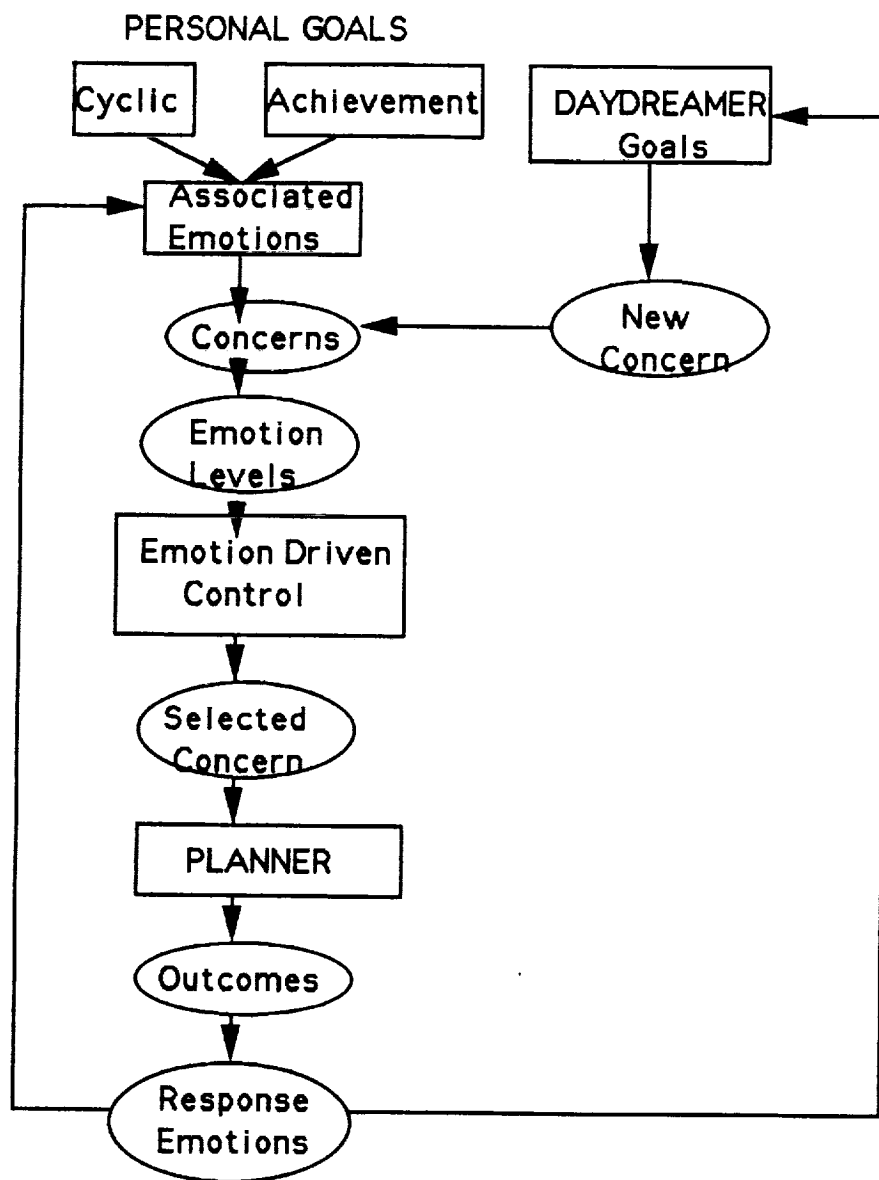 PERSONAL GOALS
Cyclic
Achievement
DAYDREAMER
Goals
Associated
Emotions
Concerns
New
Concern
Emotion
Levels
Emotion Driven
Control
Selected
Concern
PLANNER
Outcomes
Response
Emotions